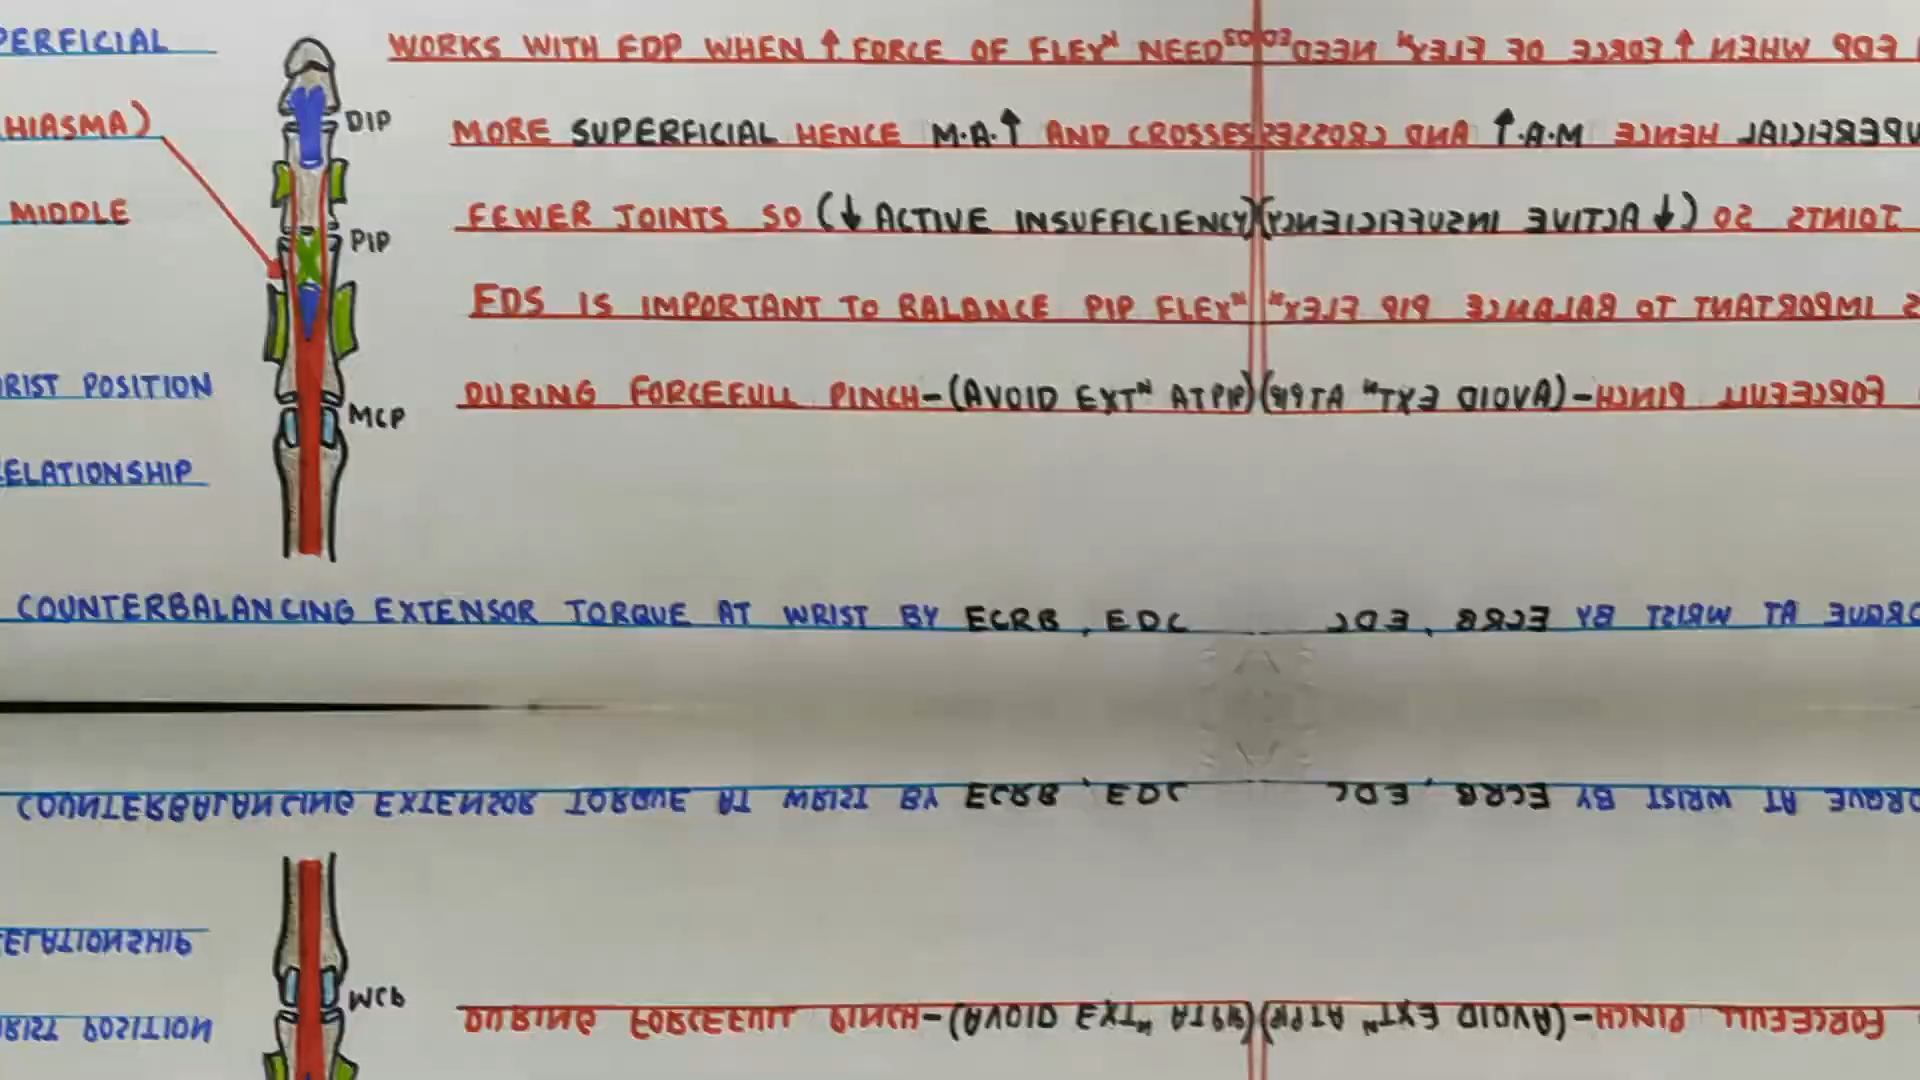 PERFICIAL
WORKS WITH FDP WHEN ↑ FORCE OF FLEXᴺ NEED
HIASMA)
DIP
MORE SUPERFICIAL HENCE M.A.↑ AND CROSSES
MIDDLE
PIP
FEWER JOINTS SO (↓ ACTIVE INSUFFICIENCY)
FDS IS IMPORTANT TO BALANCE PIP FLEXᴺ
RIST POSITION
MCP
DURING FORCEFULL PINCH-(AVOID EXTᴺ AT PIP)
ELATIONSHIP
COUNTERBALANCING EXTENSOR TORQUE AT WRIST BY ECRB, EDC